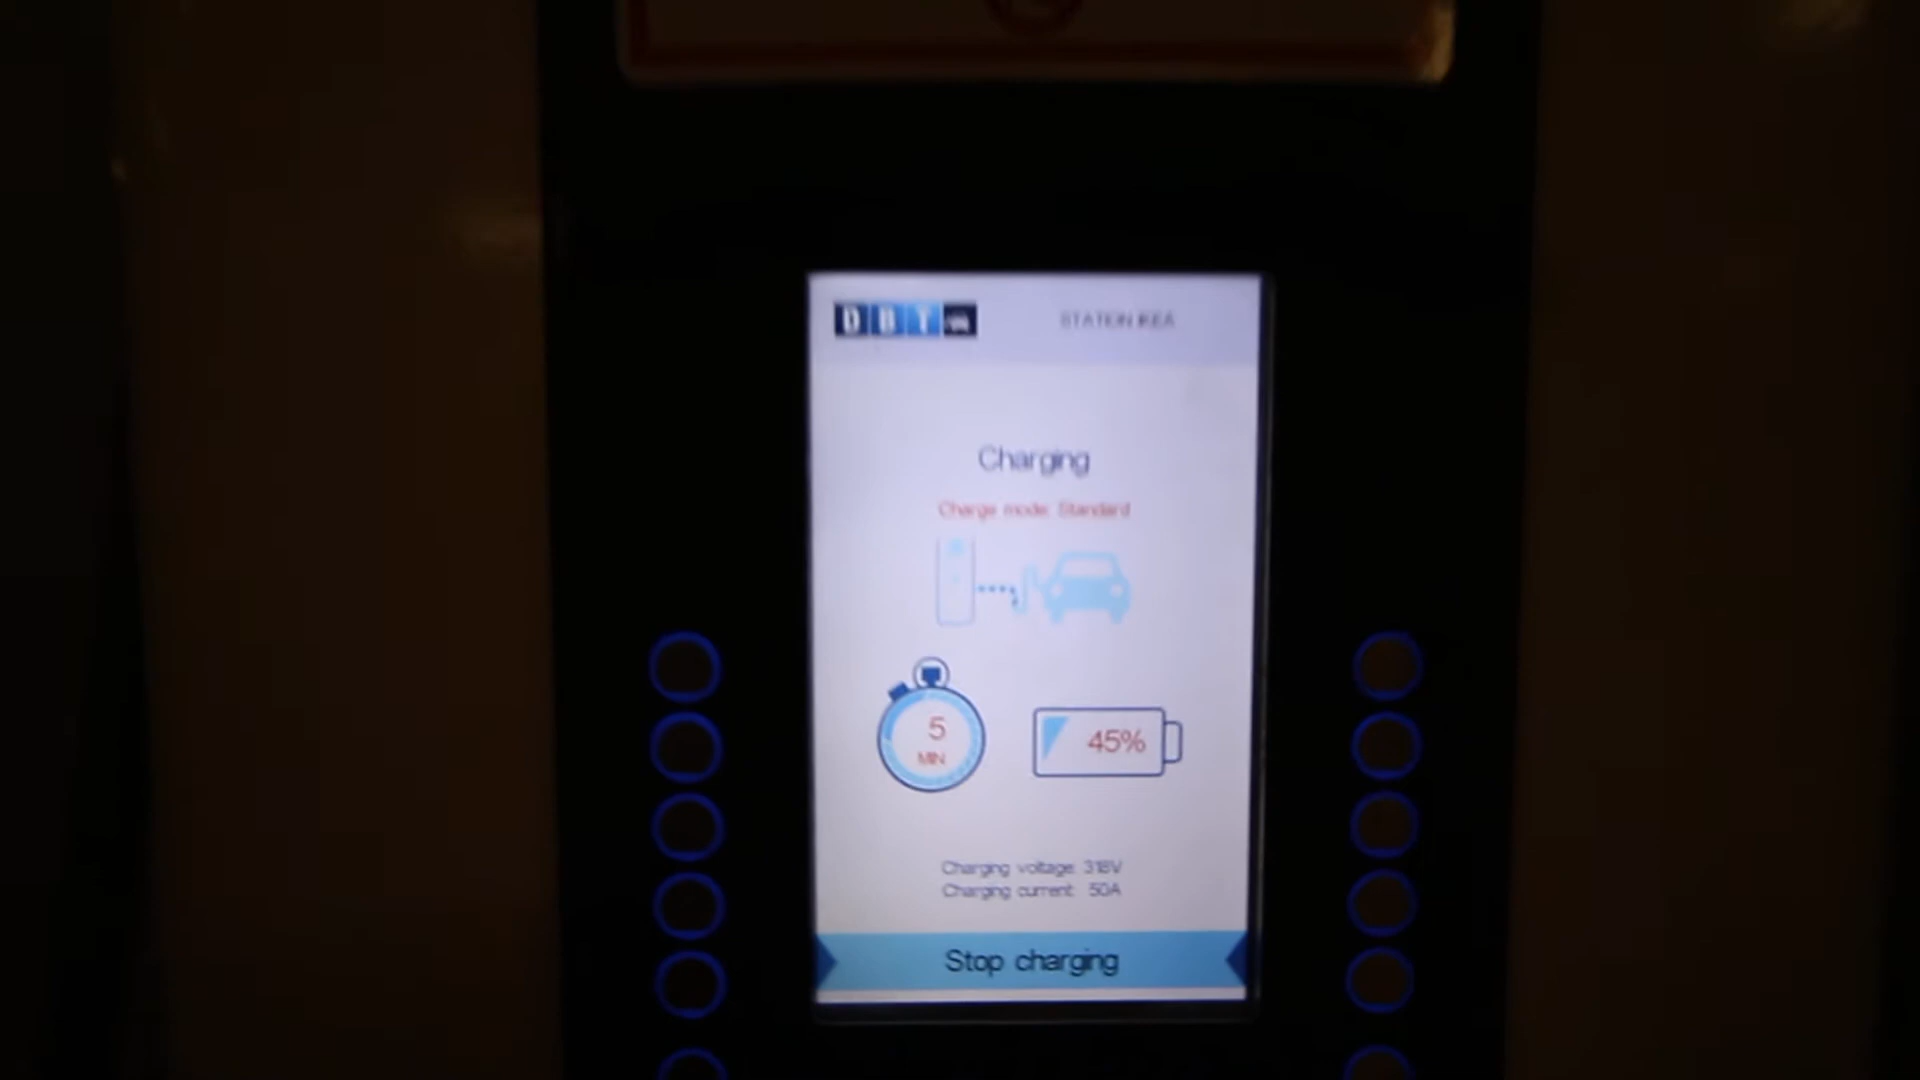 DBT
STATION IKEA
Charging
Charge mode: Standard
5
MIN
45%
Charging voltage: 318V
Charging current: 50A
Stop charging